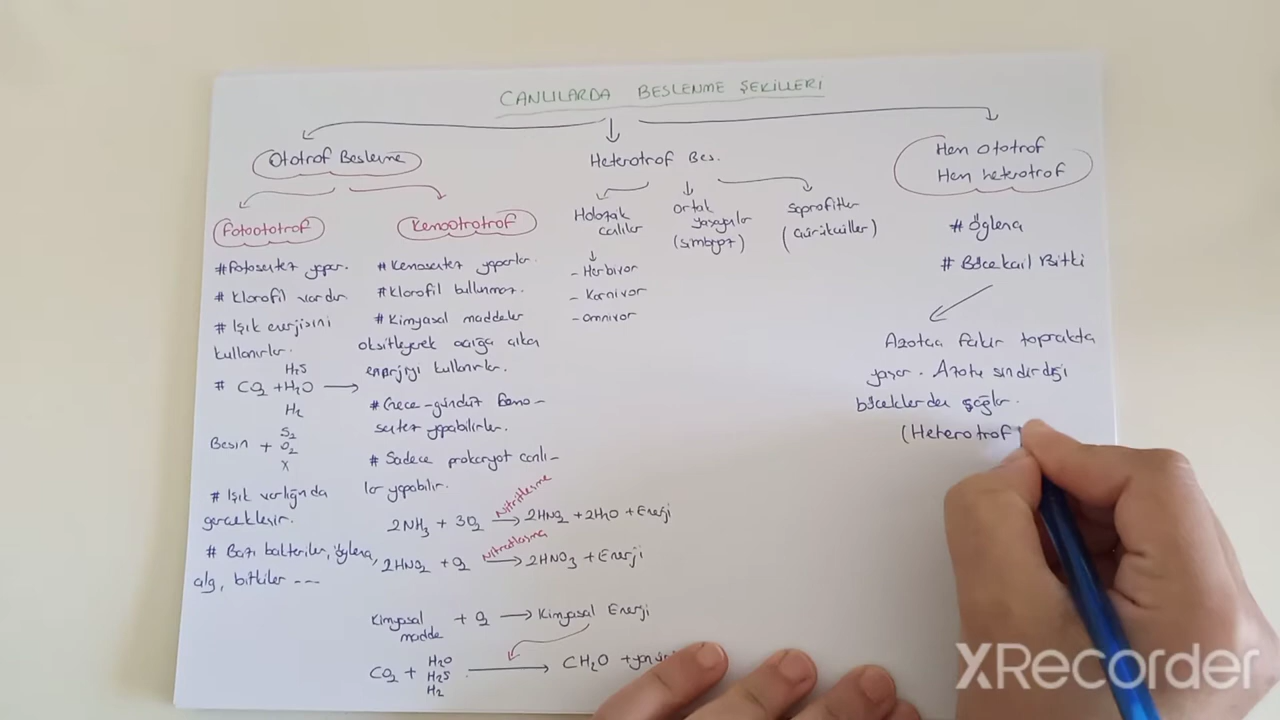 CANLILARDA BESLENME ŞEKİLLERİ
Ototrof Beslenme
Fotoototrof
# Fotosentez yapar.
# Klorofil vardır
# Işık enerjisini
kullanırlar.
H2S
# CO2 + H2O →
H2
S2
Besin + O2
X
# Işık varlığında
gerçekleşir.
# Bazı bakteriler, öglena,
alg, bitkiler ---
Kemoototrof
# Kemosentez yaparlar.
# Klorofil bulunmaz.
# Kimyasal maddeler
oksitleyerek açığa çıkan
enerjiyi kullanırlar.
# Gece-gündüz kemo-
sentez yapabilirler.
# Sadece prokaryot canlı-
lar yapabilir.
Nitritleşme
2NH3 + 3O2 → 2HNO2 + 2H2O + Enerji
Nitratlaşma
2HNO2 + O2 → 2HNO3 + Enerji
Kimyasal madde + O2 → Kimyasal Enerji
H2O
CO2 + H2S → CH2O +
H2
Heterotrof Bes.
Holozoik
canlılar
- Herbivor
- Karnivor
- Omnivor
Ortak
yaşayanlar
(simbiyoz)
Saprofitler
(Çürükçüller)
Hem ototrof
Hem heterotrof
# Öglena
# Böcekçil Bitki
Azotça fakir toprakta
yaşar. Azotu sindirdiği
böceklerden sağlar.
(Heterotrof
XRecorder